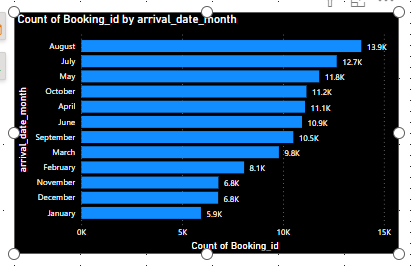 Count of Booking_id by arrival_date_month
August 13.9K
July 12.7K
May 11.8K
October 11.2K
April 11.1K
June 10.9K
September 10.5K
March 9.8K
February 8.1K
November 6.8K
December 6.8K
January 5.9K
arrival_date_month
0K 5K 10K 15K
Count of Booking_id